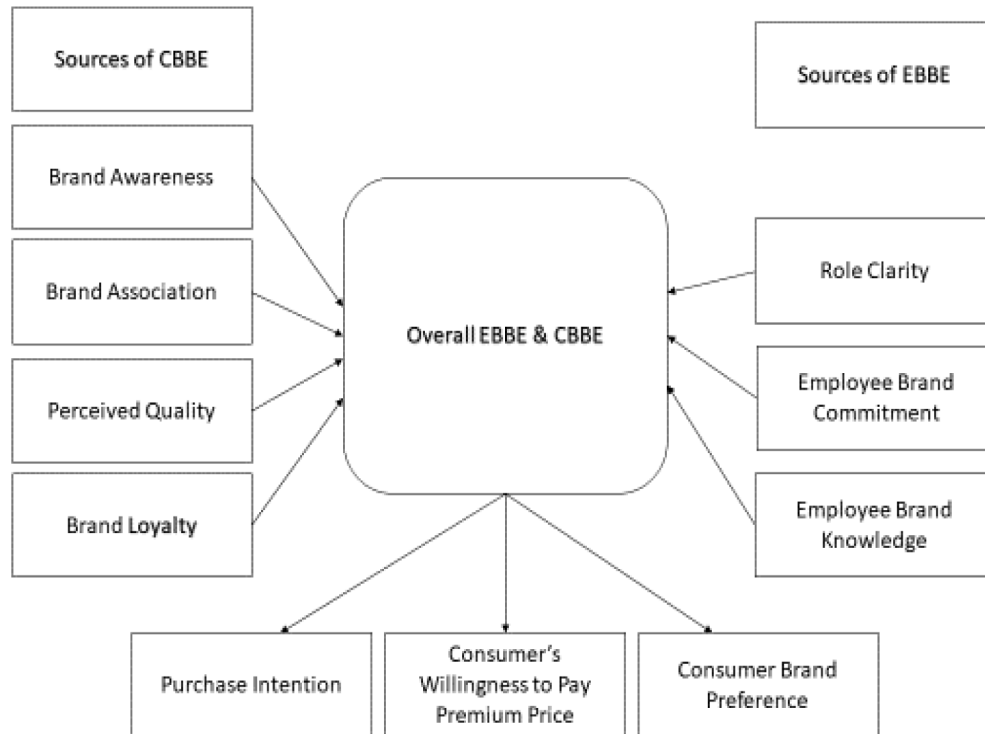 Sources of CBBE
Sources of EBBE
Brand Awareness
Brand Association
Perceived Quality
Brand Loyalty
Overall EBBE & CBBE
Role Clarity
Employee Brand
Commitment
Employee Brand
Knowledge
Purchase Intention
Consumer’s
Willingness to Pay
Premium Price
Consumer Brand
Preference